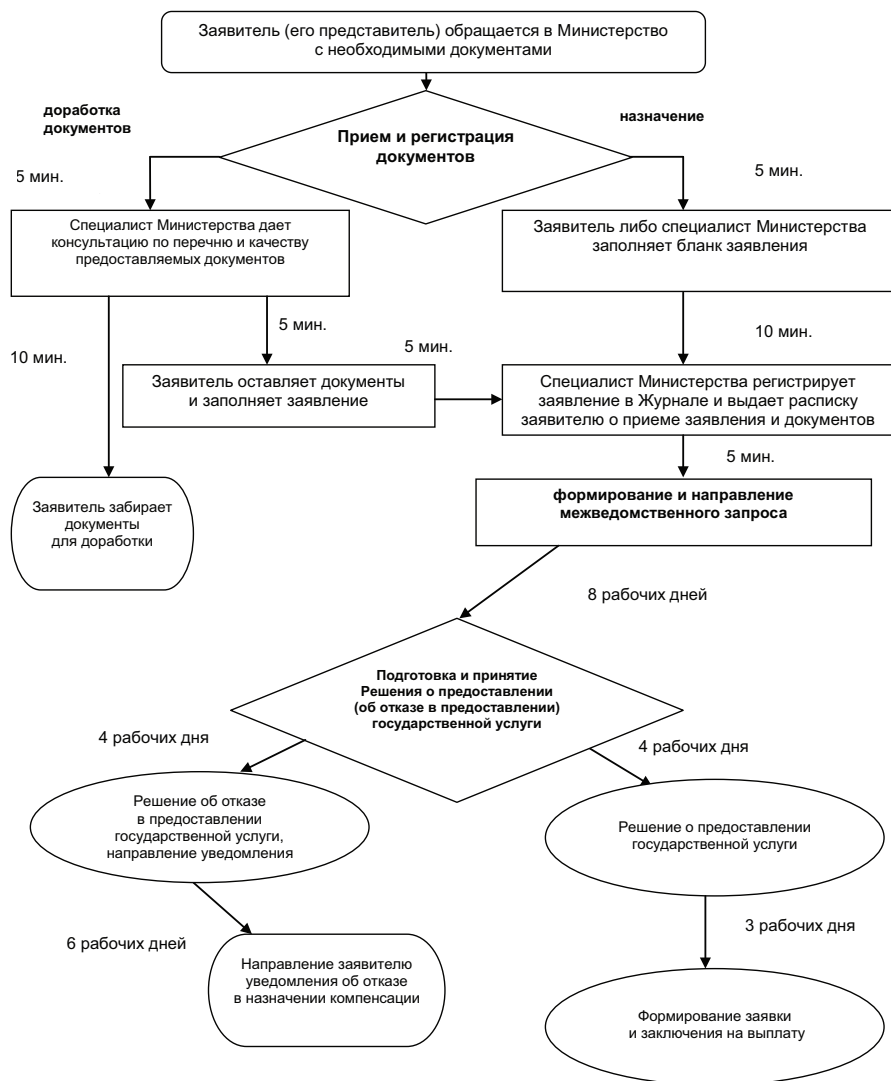 Заявитель (его представитель) обращается в Министерство
с необходимыми документами
доработка
документов
назначение
Прием и регистрация
документов
5 мин.
5 мин.
Специалист Министерства дает
консультацию по перечню и качеству
предоставляемых документов
Заявитель либо специалист Министерства
заполняет бланк заявления
5 мин.
10 мин.
10 мин.
5 мин.
Заявитель оставляет документы
и заполняет заявление
Специалист Министерства регистрирует
заявление в Журнале и выдает расписку
заявителю о приеме заявления и документов
5 мин.
Заявитель забирает
документы
для доработки
формирование и направление
межведомственного запроса
8 рабочих дней
Подготовка и принятие
Решения о предоставлении
(об отказе в предоставлении)
государственной услуги
4 рабочих дня
4 рабочих дня
Решение об отказе
в предоставлении
государственной услуги,
направление уведомления
Решение о предоставлении
государственной услуги
6 рабочих дней
3 рабочих дня
Направление заявителю
уведомления об отказе
в назначении компенсации
Формирование заявки
и заключения на выплату